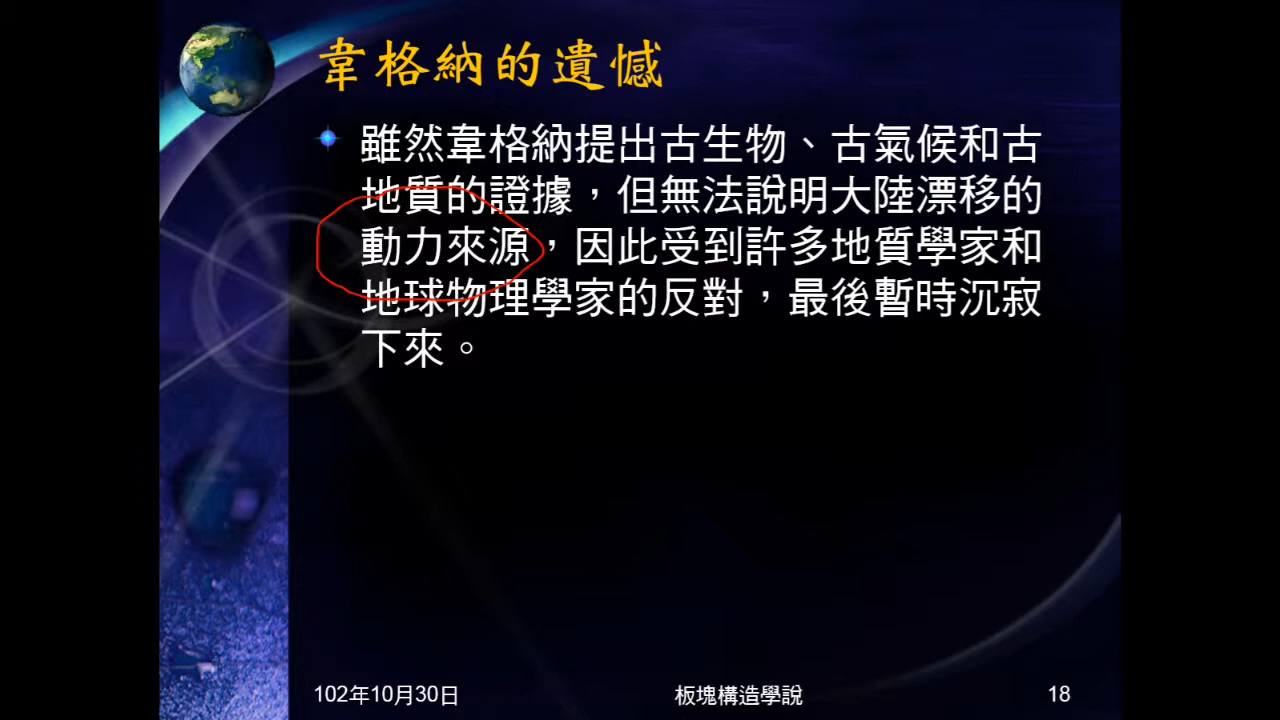 韋格納的遺憾
雖然韋格納提出古生物、古氣候和古
地質的證據，但無法說明大陸漂移的
動力來源，因此受到許多地質學家和
地球物理學家的反對，最後暫時沉寂
下來。
102年10月30日
板塊構造學說
18